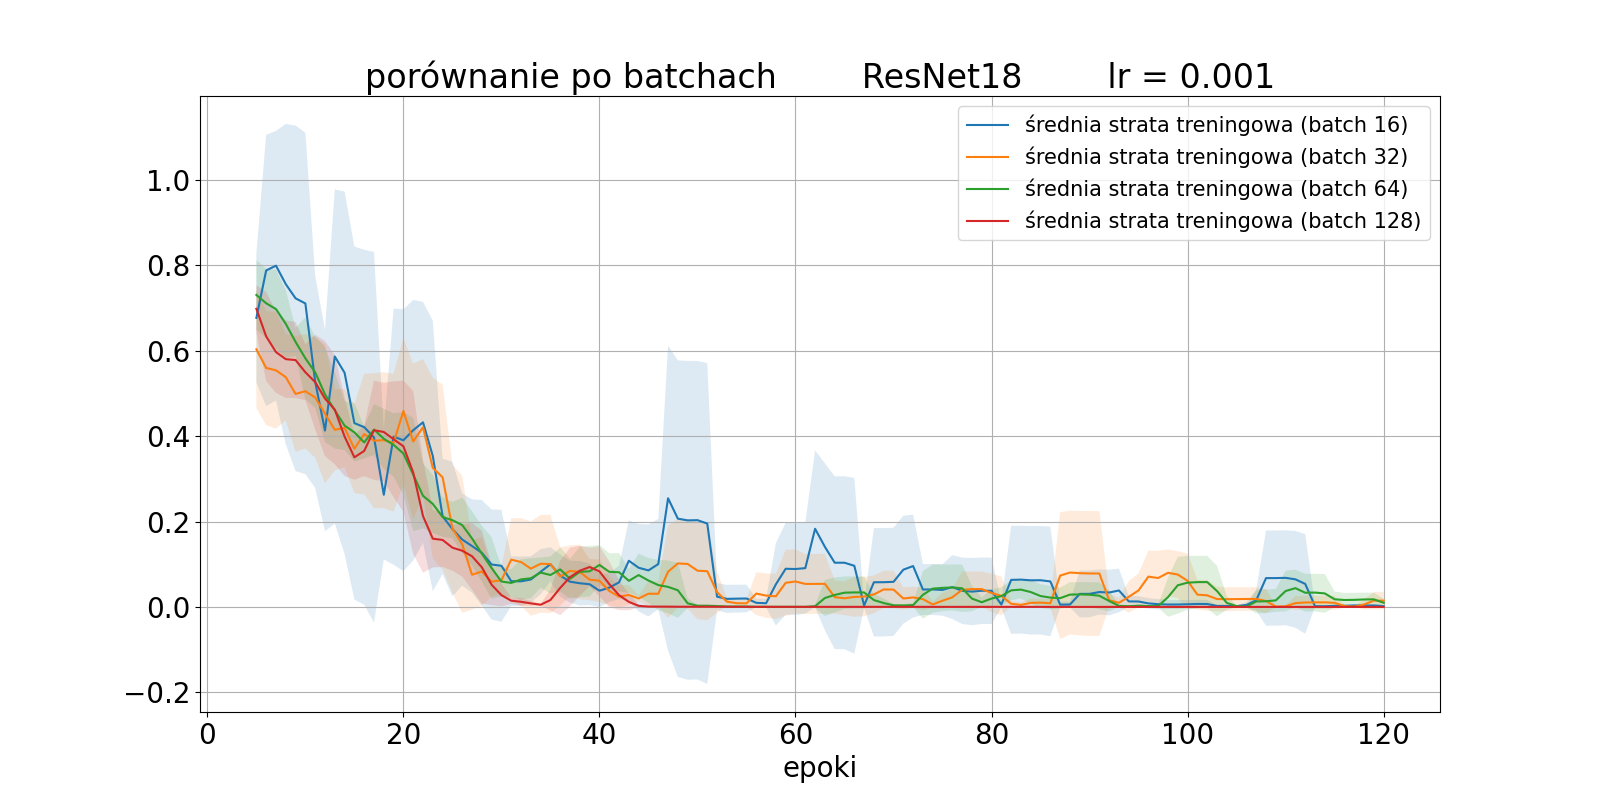 porównanie po batchach ResNet18 lr = 0.001
średnia strata treningowa (batch 16)
średnia strata treningowa (batch 32)
średnia strata treningowa (batch 64)
średnia strata treningowa (batch 128)
1.0
0.8
0.6
0.4
0.2
0.0
−0.2
0 20 40 60 80 100 120
epoki